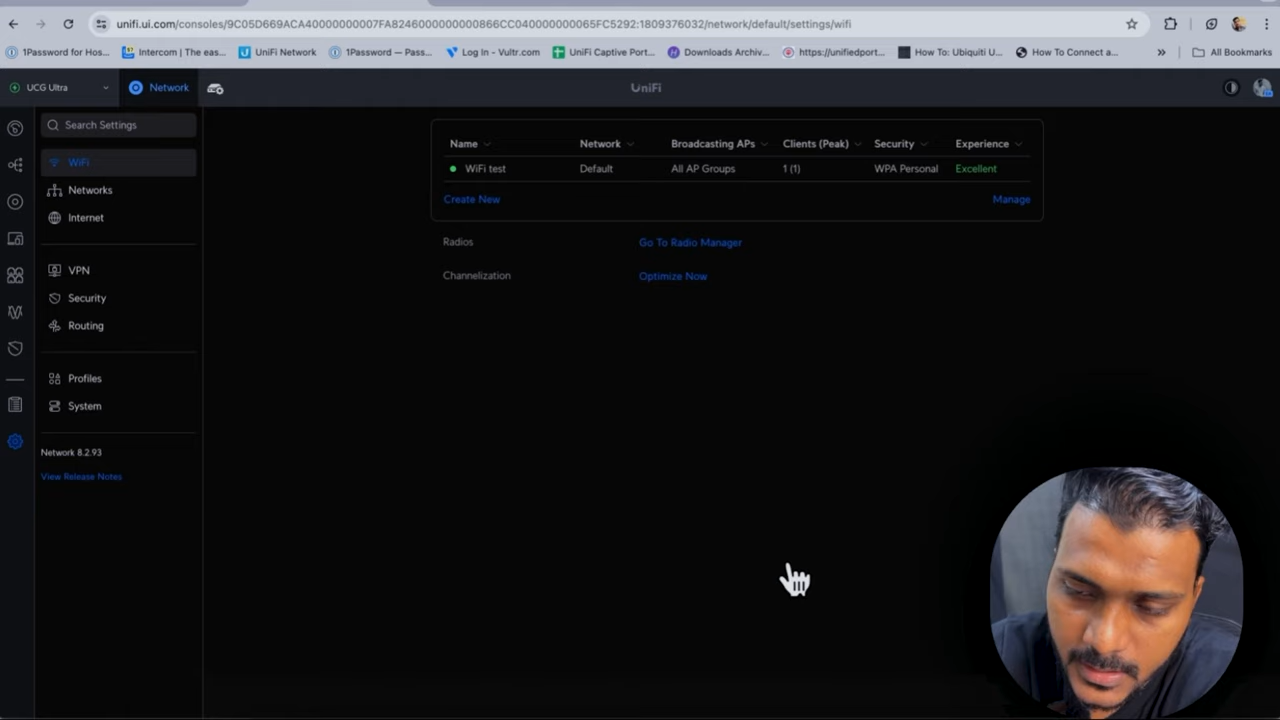 unifi.ui.com/consoles/9C05D669ACA40000000007FA8246000000000866CC040000000065FC5292:1809376032/network/default/settings/wifi
1Password for Hos... Intercom | The eas... UniFi Network 1Password — Pass... Log In - Vultr.com UniFi Captive Port... Downloads Archiv... https://unifiedport... How To: Ubiquiti U... How To Connect a... » All Bookmarks
UCG Ultra Network UniFi
Search Settings
WiFi
Networks
Internet
VPN
Security
Routing
Profiles
System
Network 8.2.93
View Release Notes
Name Network Broadcasting APs Clients (Peak) Security Experience
WiFi test Default All AP Groups 1 (1) WPA Personal Excellent
Create New Manage
Radios Go To Radio Manager
Channelization Optimize Now